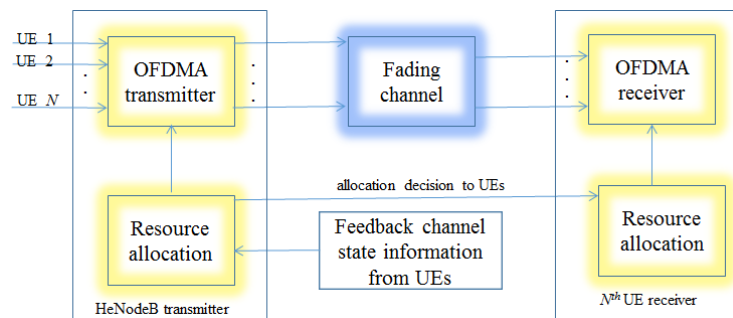 UE 1
UE 2
UE N
OFDMA
transmitter
Fading
channel
OFDMA
receiver
allocation decision to UEs
Resource
allocation
Feedback channel
state information
from UEs
Resource
allocation
HeNodeB transmitter
Nth UE receiver